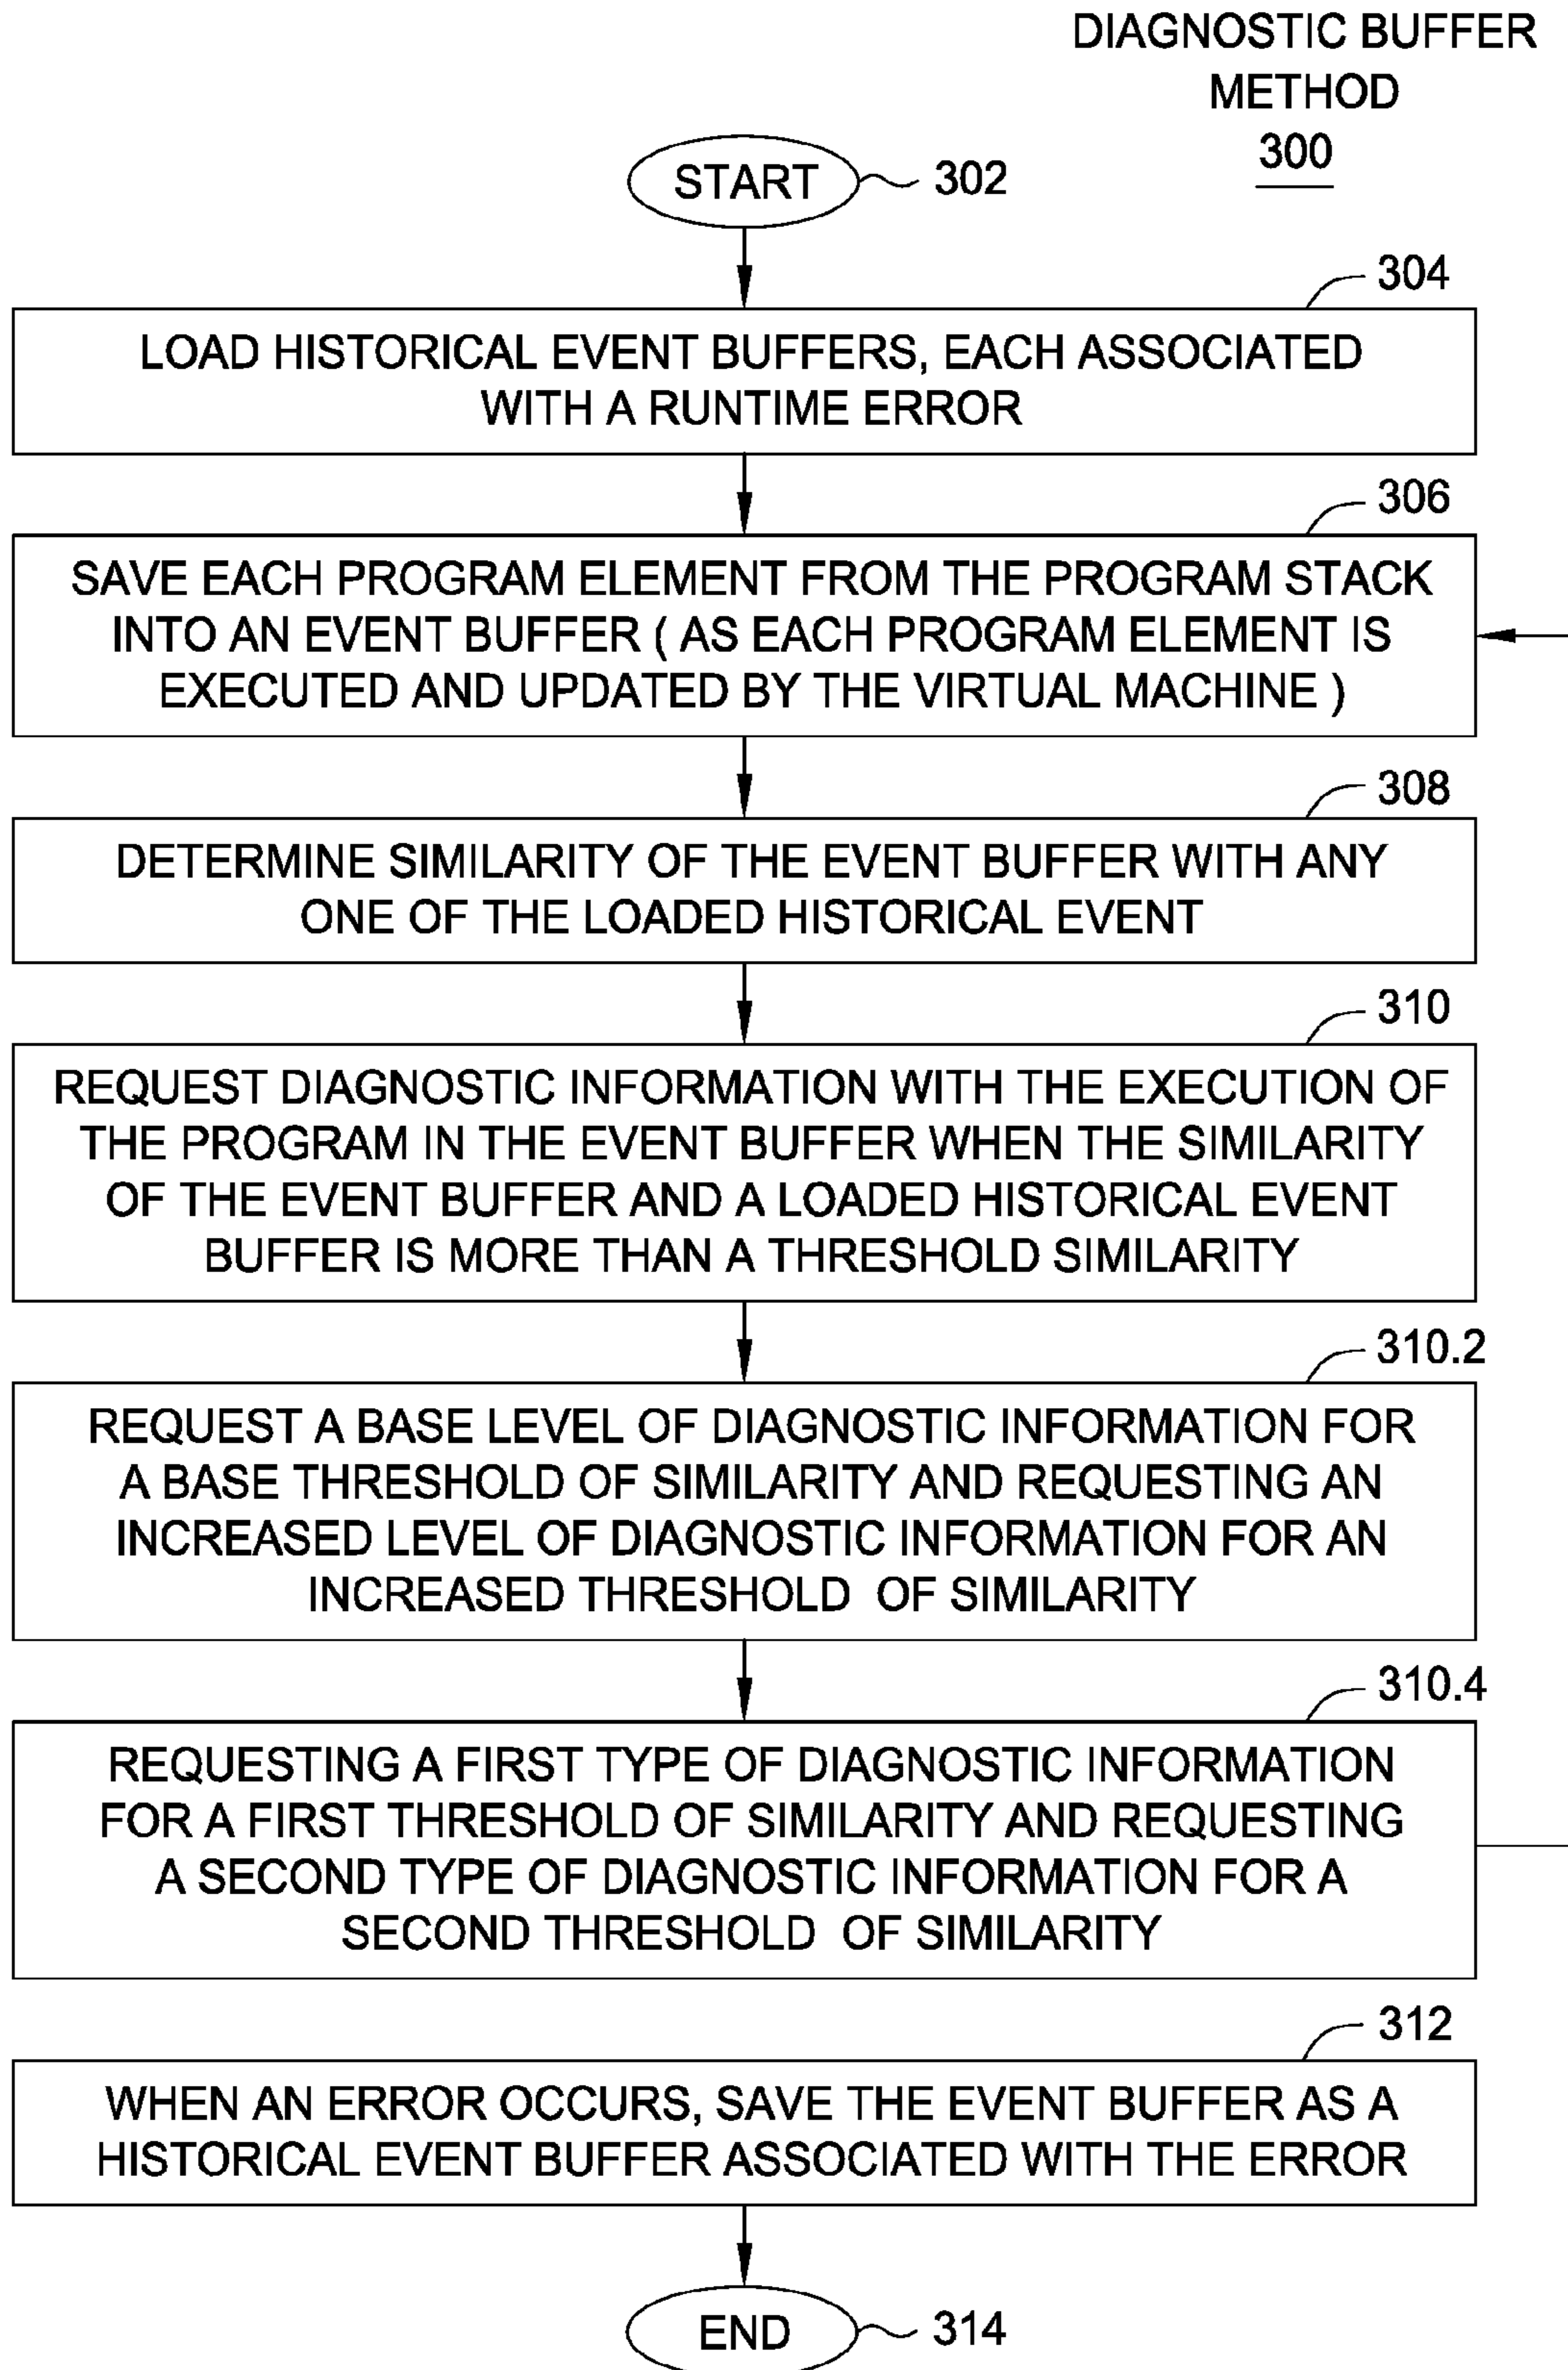 DIAGNOSTIC BUFFER
METHOD
300
START
302
304
LOAD HISTORICAL EVENT BUFFERS, EACH ASSOCIATED
WITH A RUNTIME ERROR
306
SAVE EACH PROGRAM ELEMENT FROM THE PROGRAM STACK
INTO AN EVENT BUFFER ( AS EACH PROGRAM ELEMENT IS
EXECUTED AND UPDATED BY THE VIRTUAL MACHINE )
308
DETERMINE SIMILARITY OF THE EVENT BUFFER WITH ANY
ONE OF THE LOADED HISTORICAL EVENT
310
REQUEST DIAGNOSTIC INFORMATION WITH THE EXECUTION OF
THE PROGRAM IN THE EVENT BUFFER WHEN THE SIMILARITY
OF THE EVENT BUFFER AND A LOADED HISTORICAL EVENT
BUFFER IS MORE THAN A THRESHOLD SIMILARITY
310.2
REQUEST A BASE LEVEL OF DIAGNOSTIC INFORMATION FOR
A BASE THRESHOLD OF SIMILARITY AND REQUESTING AN
INCREASED LEVEL OF DIAGNOSTIC INFORMATION FOR AN
INCREASED THRESHOLD OF SIMILARITY
310.4
REQUESTING A FIRST TYPE OF DIAGNOSTIC INFORMATION
FOR A FIRST THRESHOLD OF SIMILARITY AND REQUESTING
A SECOND TYPE OF DIAGNOSTIC INFORMATION FOR A
SECOND THRESHOLD OF SIMILARITY
312
WHEN AN ERROR OCCURS, SAVE THE EVENT BUFFER AS A
HISTORICAL EVENT BUFFER ASSOCIATED WITH THE ERROR
END
314